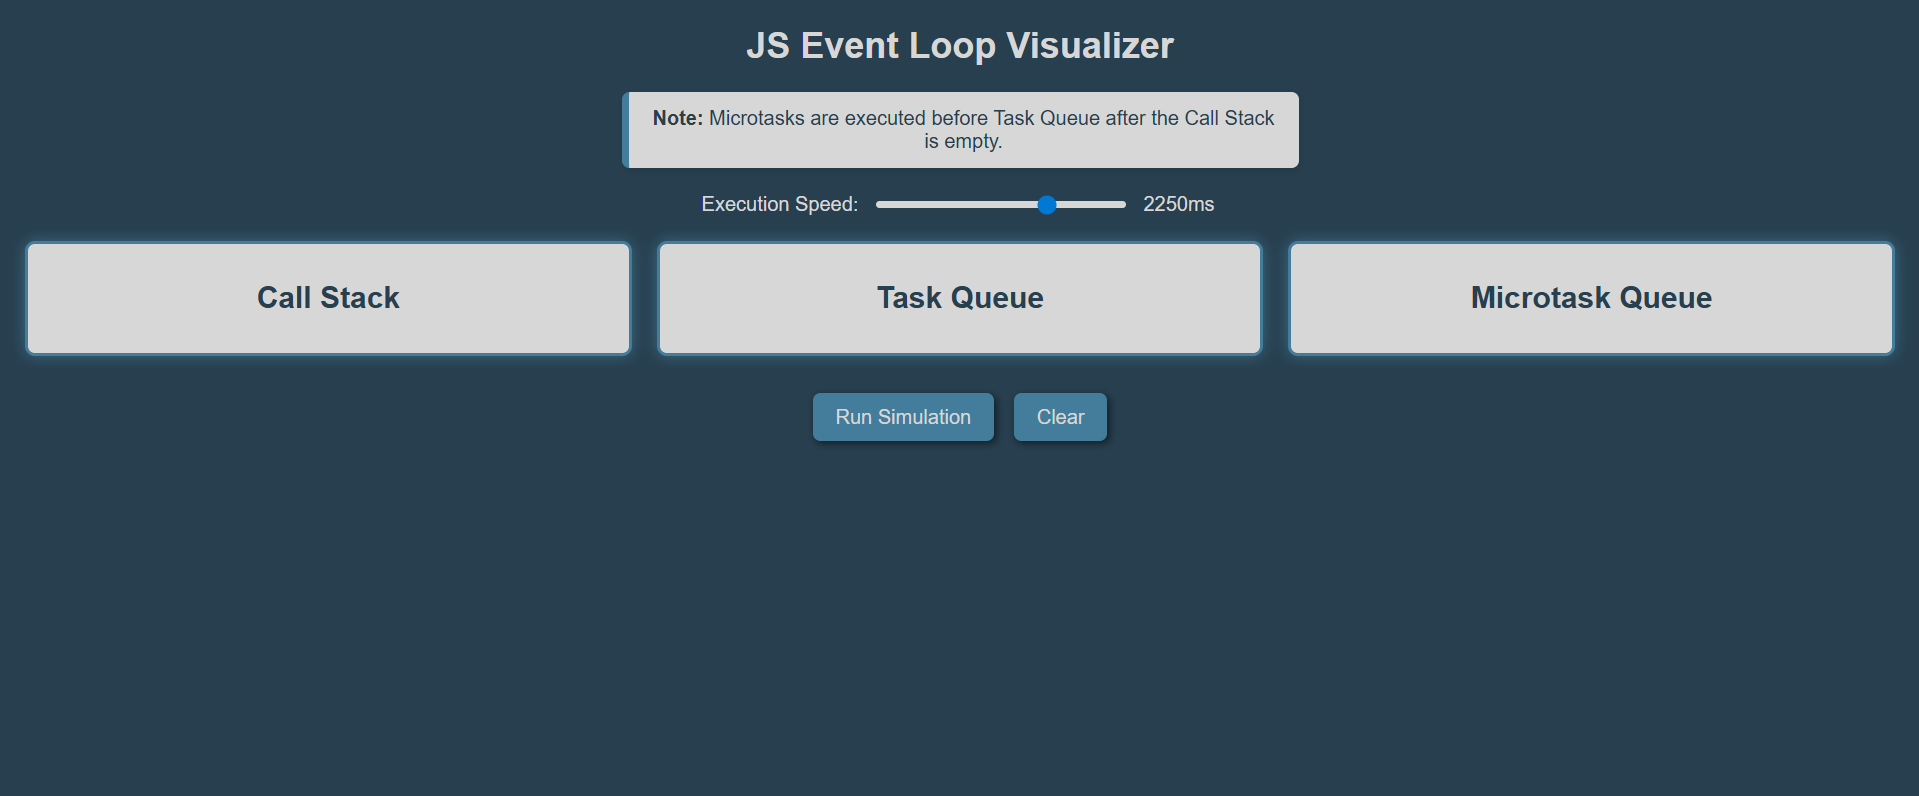 JS Event Loop Visualizer
Note: Microtasks are executed before Task Queue after the Call Stack
is empty.
Execution Speed: 2250ms
Call Stack
Task Queue
Microtask Queue
Run Simulation
Clear